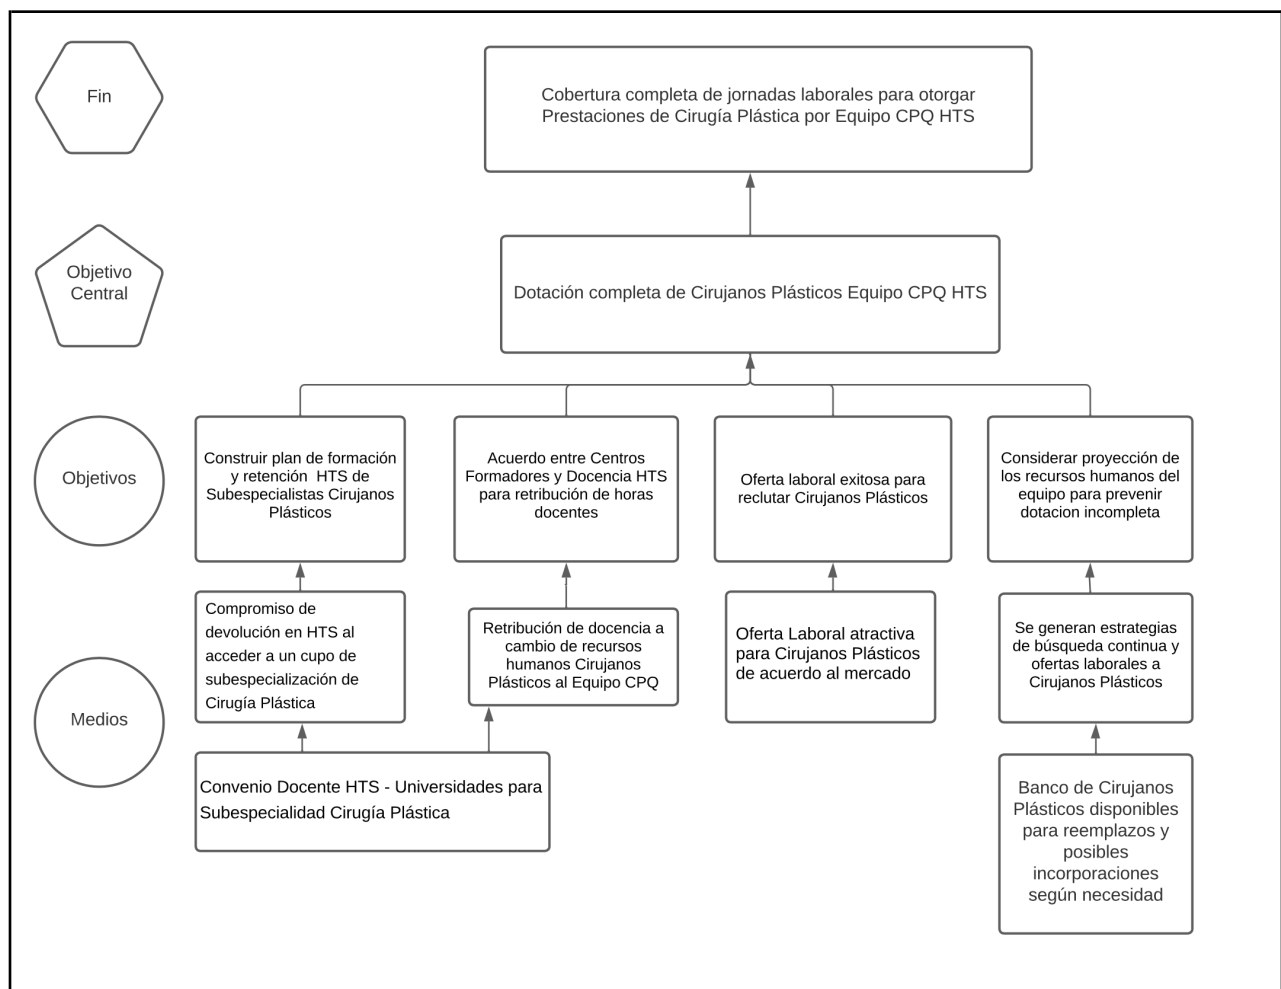 Fin
Cobertura completa de jornadas laborales para otorgar
Prestaciones de Cirugía Plástica por Equipo CPQ HTS
Objetivo
Central
Dotación completa de Cirujanos Plásticos Equipo CPQ HTS
Objetivos
Construir plan de formación
y retención  HTS de
Subespecialistas Cirujanos
Plásticos
Acuerdo entre Centros
Formadores y Docencia HTS
para retribución de horas
docentes
Oferta laboral exitosa para
reclutar Cirujanos Plásticos
Considerar proyección de
los recursos humanos del
equipo para prevenir
dotacion incompleta
Medios
Compromiso de
devolución en HTS al
acceder a un cupo de
subespecialización de
Cirugía Plástica
Retribución de docencia a
cambio de recursos
humanos Cirujanos
Plásticos al Equipo CPQ
Oferta Laboral atractiva
para Cirujanos Plásticos
de acuerdo al mercado
Se generan estrategias
de búsqueda continua y
ofertas laborales a
Cirujanos Plásticos
Convenio Docente HTS - Universidades para
Subespecialidad Cirugía Plástica
Banco de Cirujanos
Plásticos disponibles
para reemplazos y
posibles
incorporaciones
según necesidad